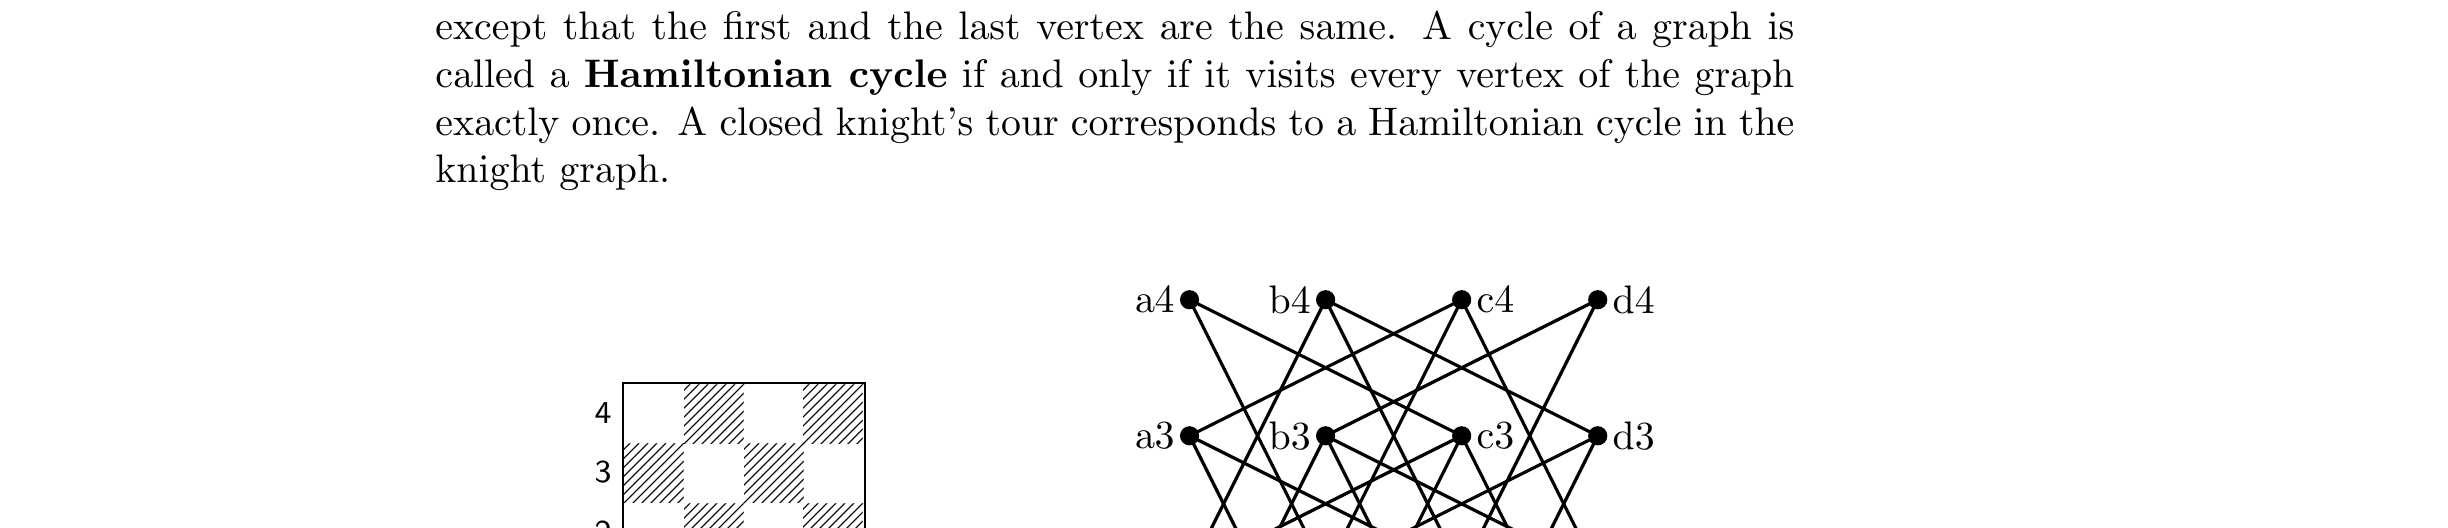 except that the first and the last vertex are the same. A cycle of a graph is
called a Hamiltonian cycle if and only if it visits every vertex of the graph
exactly once. A closed knight's tour corresponds to a Hamiltonian cycle in the
knight graph.
a4 b4 c4 d4
4
a3 b3 c3 d3
3